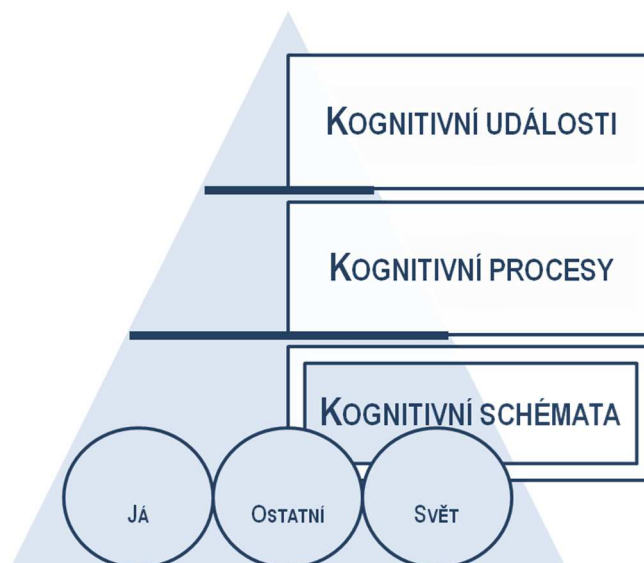 KOGNITIVNÍ UDÁLOSTI
KOGNITIVNÍ PROCESY
KOGNITIVNÍ SCHÉMATA
JÁ OSTATNÍ SVĚT